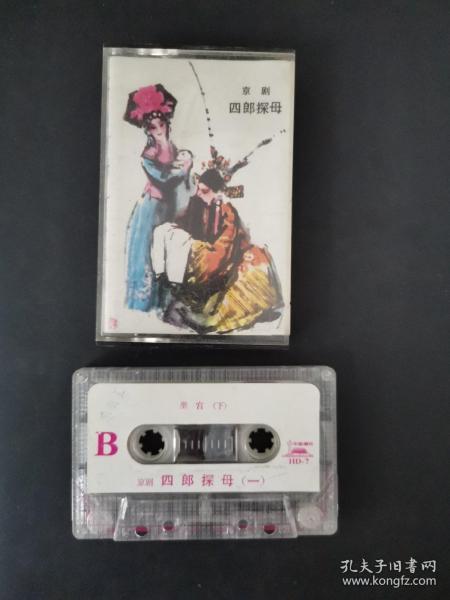 京剧
四郎探母
坐宫（下）
B
HD-7
京剧 四郎探母（一）
孔夫子旧书网
www.kongfz.com